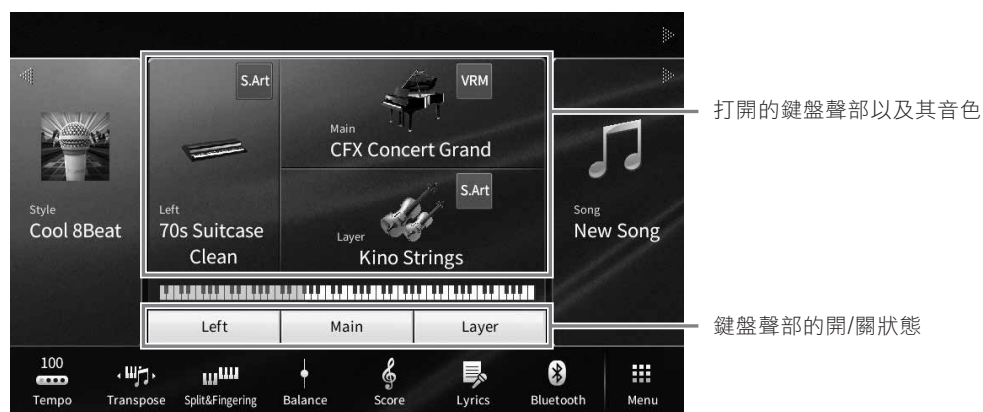 S.Art
VRM
打開的鍵盤聲部以及其音色
Main
CFX Concert Grand
Style
Cool 8Beat
Left
70s Suitcase
Clean
S.Art
Layer
Kino Strings
Song
New Song
Left
Main
Layer
鍵盤聲部的開/關狀態
100
Tempo
Transpose
Split&Fingering
Balance
Score
Lyrics
Bluetooth
Menu